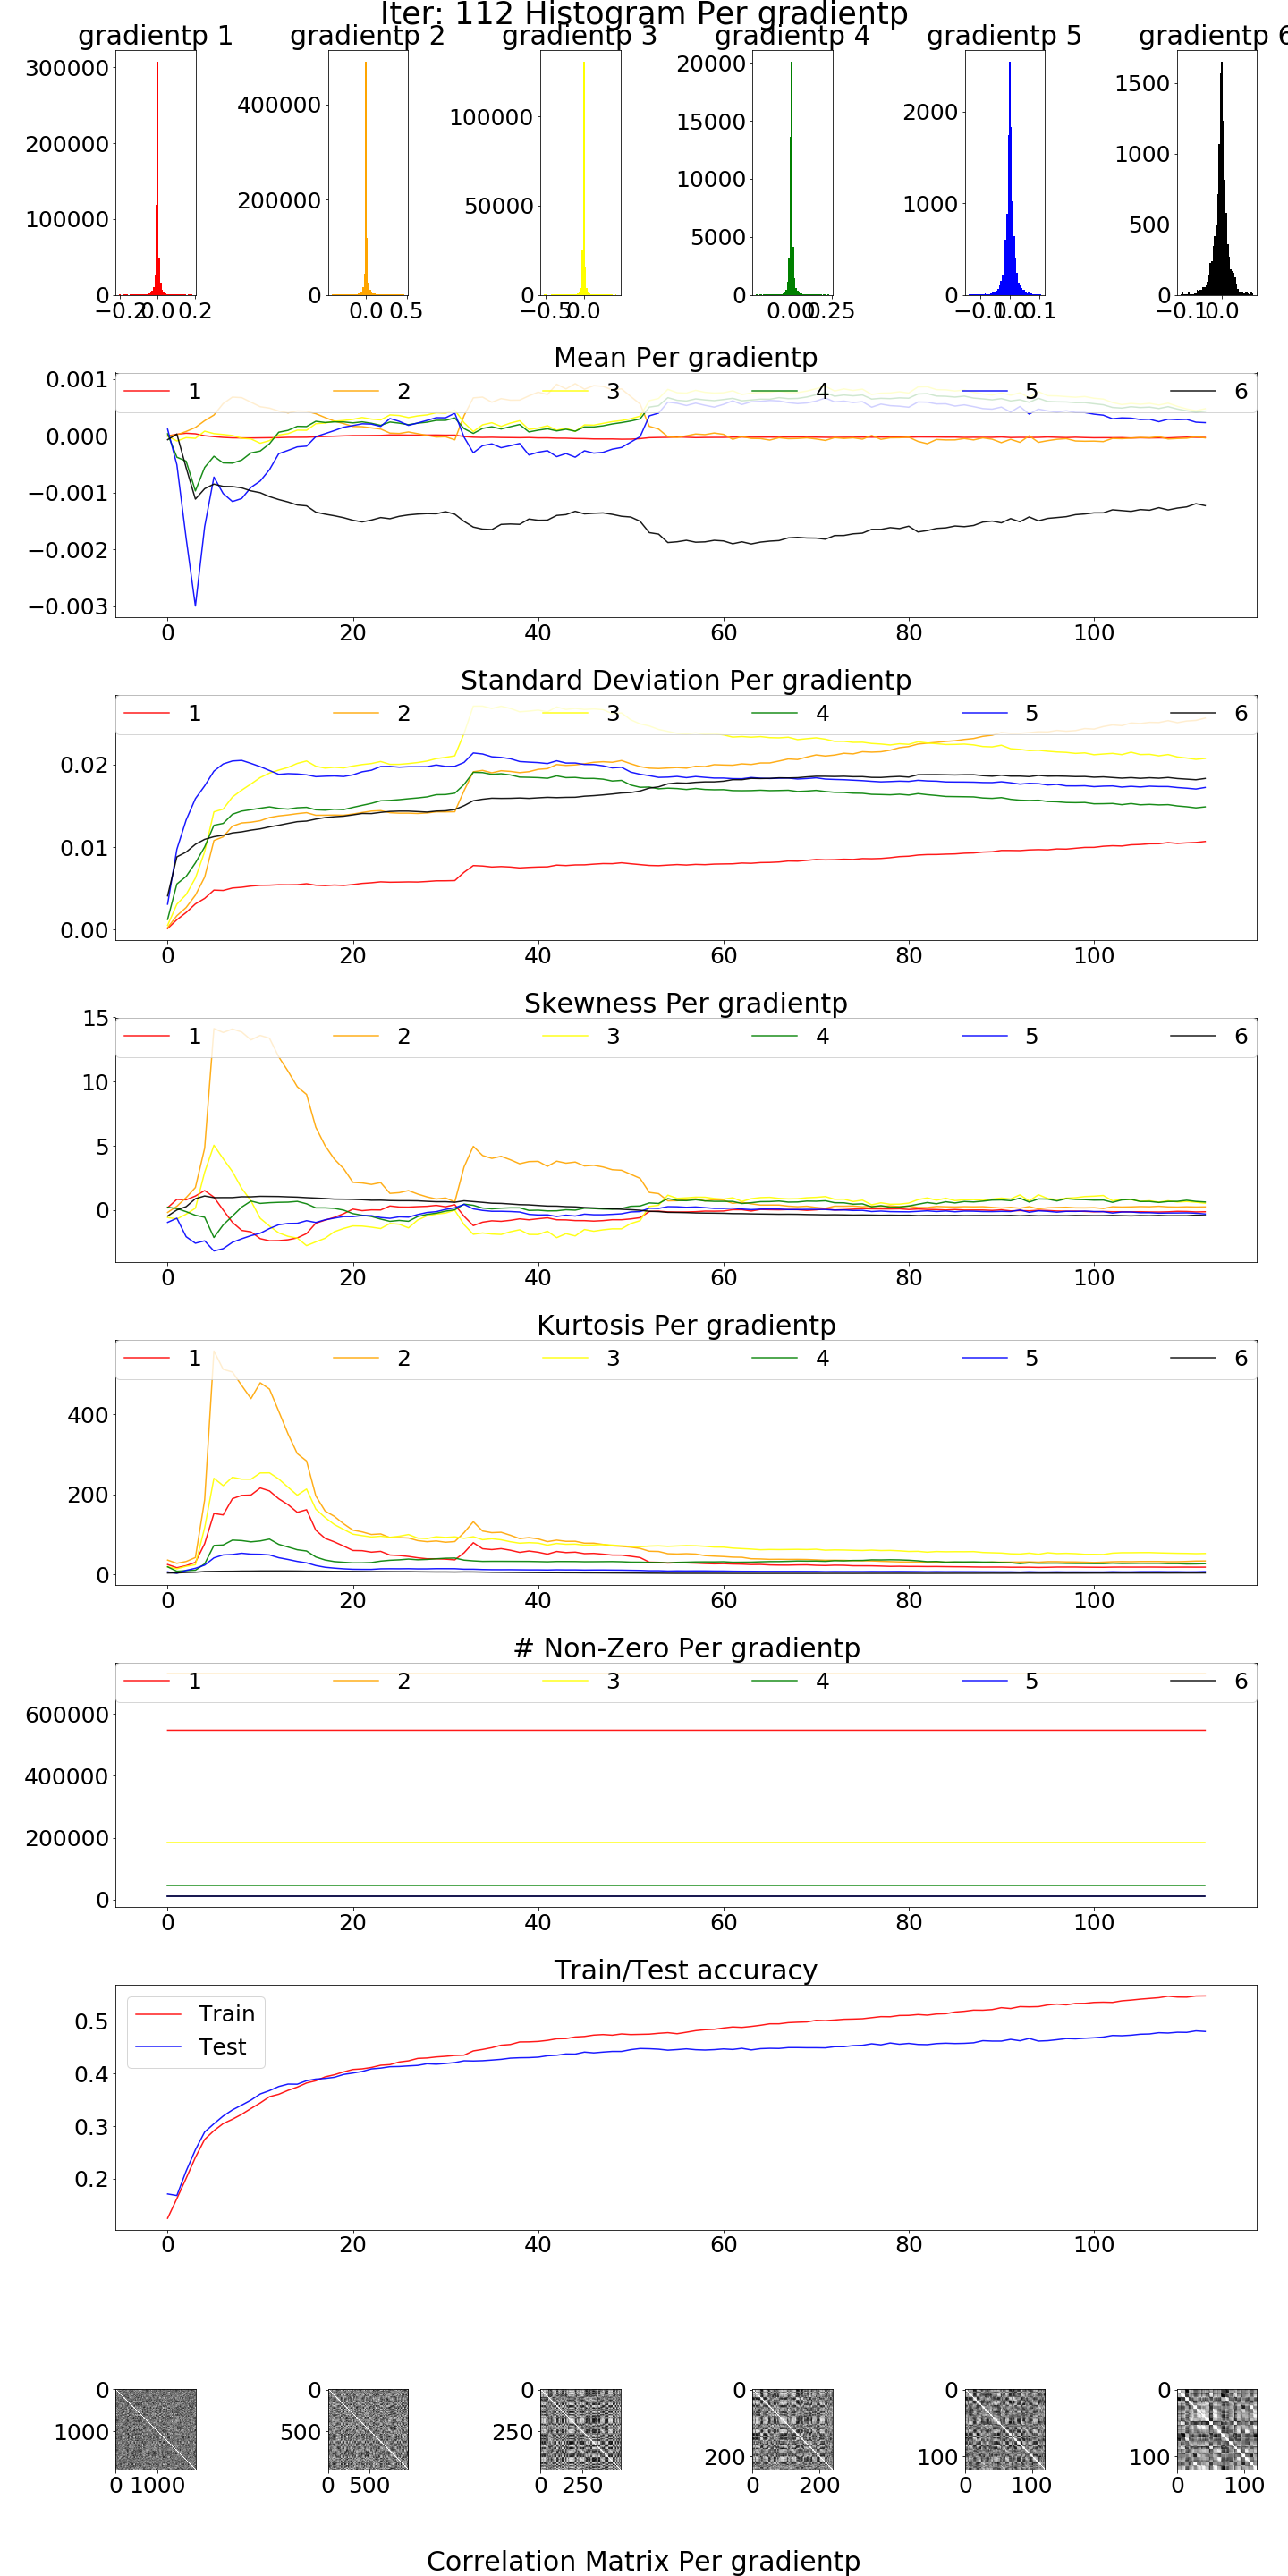 Iter: 112 Histogram Per gradientp
gradientp 1 gradientp 2 gradientp 3 gradientp 4 gradientp 5 gradientp 6
300000
200000
100000
0
−0.2 0.0 0.2
400000
200000
0
0.0 0.5
100000
50000
0
−0.5 0.0
20000
15000
10000
5000
0
0.00 0.25
2000
1000
0
−0.1 0.0 0.1
1500
1000
500
0
−0.1 0.0
Mean Per gradientp
1 2 3 4 5 6
0.001
0.000
−0.001
−0.002
−0.003
0 20 40 60 80 100
Standard Deviation Per gradientp
1 2 3 4 5 6
0.02
0.01
0.00
0 20 40 60 80 100
Skewness Per gradientp
1 2 3 4 5 6
15
10
5
0
0 20 40 60 80 100
Kurtosis Per gradientp
1 2 3 4 5 6
400
200
0
0 20 40 60 80 100
# Non-Zero Per gradientp
1 2 3 4 5 6
600000
400000
200000
0
0 20 40 60 80 100
Train/Test accuracy
Train
Test
0.5
0.4
0.3
0.2
0 20 40 60 80 100
0
1000
0 1000
0
500
0 500
0
250
0 250
0
200
0 200
0
100
0 100
0
100
0 100
Correlation Matrix Per gradientp